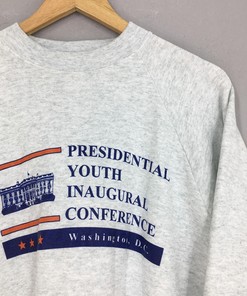 PRESIDENTIAL
YOUTH
INAUGURAL
CONFERENCE
Washington, D.C.